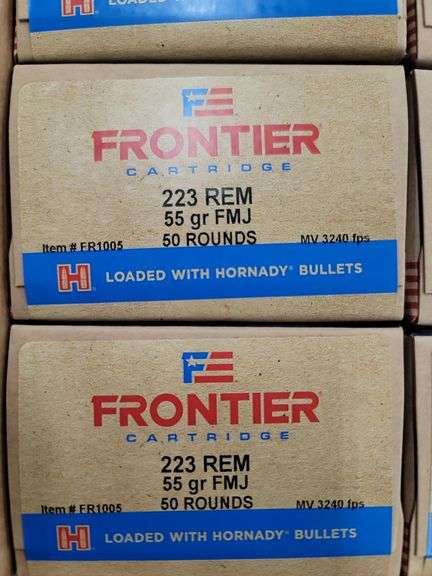 H LOADED WITH HORNADY® BULLETS
FRONTIER
CARTRIDGE
223 REM
55 gr FMJ
Item # FR1005 50 ROUNDS MV 3240 fps
H LOADED WITH HORNADY® BULLETS
FRONTIER
CARTRIDGE
223 REM
55 gr FMJ
Item # FR1005 50 ROUNDS MV 3240 fps
H LOADED WITH HORNADY® BULLETS